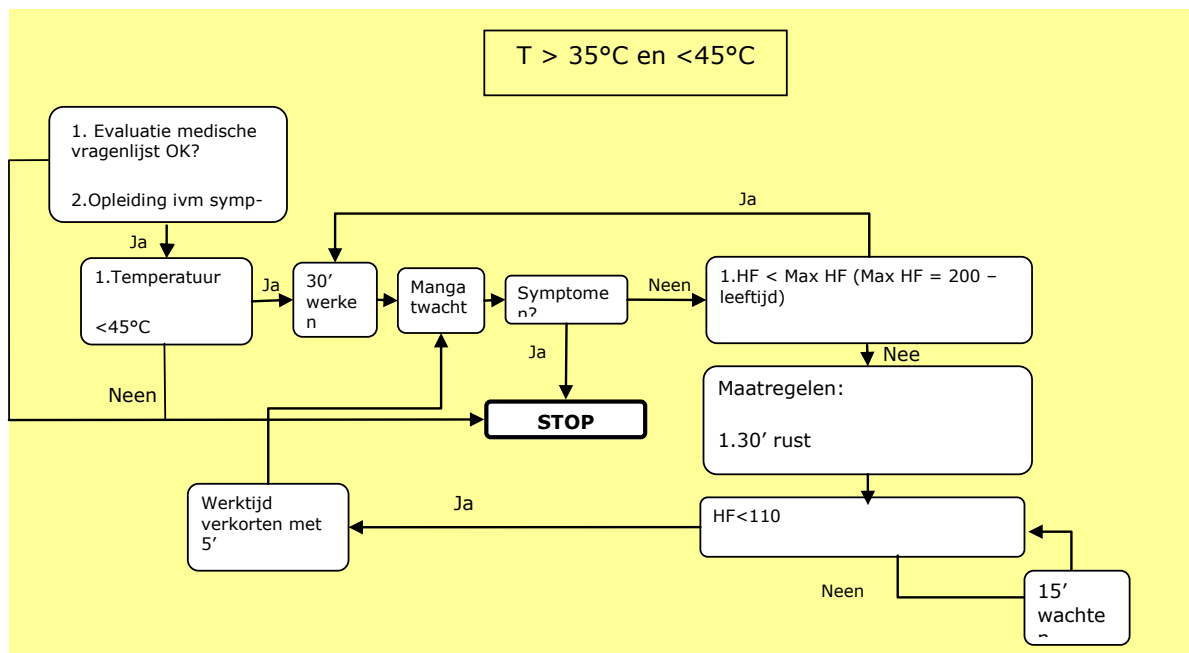 T > 35°C en <45°C
1. Evaluatie medische
vragenlijst OK?
2.Opleiding ivm symp-
Ja
Ja
1.Temperatuur
<45°C
Ja
30’
werke
n
Manga
twacht
Symptome
n?
Neen
1.HF < Max HF (Max HF = 200 –
leeftijd)
Ja
Nee
Neen
STOP
Maatregelen:
1.30’ rust
Werktijd
verkorten met
5’
Ja
HF<110
Neen
15’
wachte
n